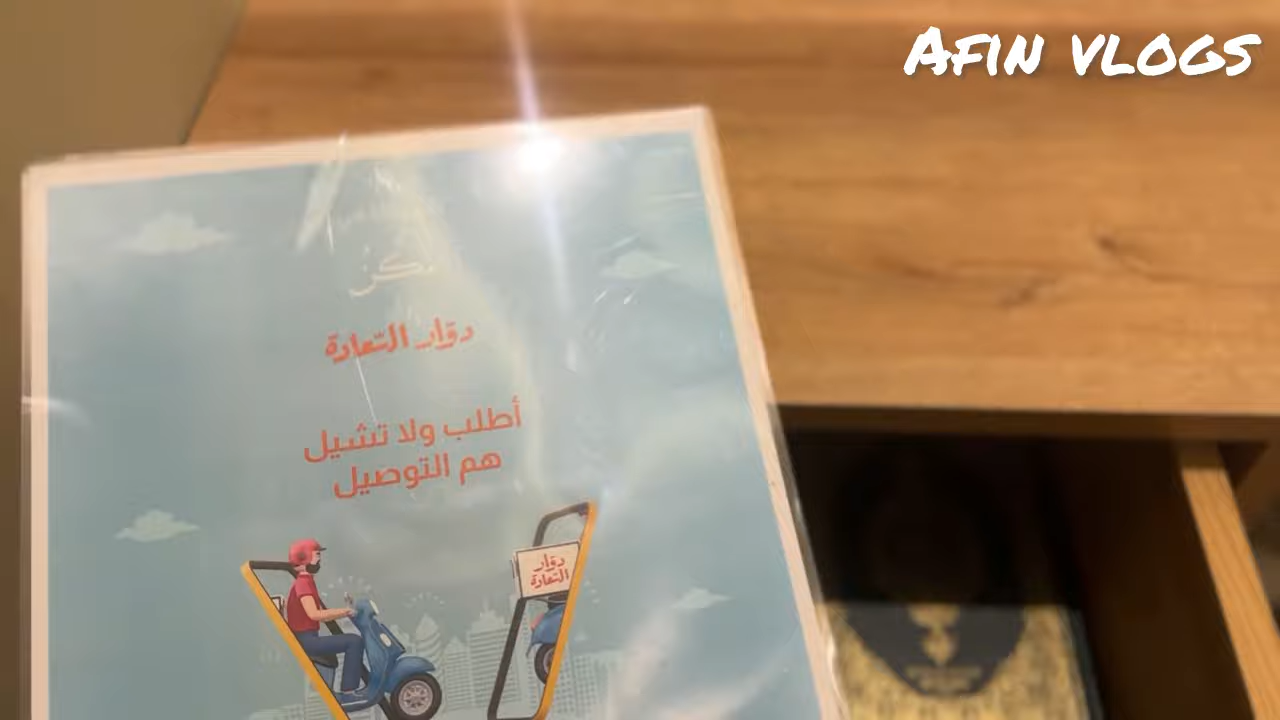 AFIN VLOGS
دوّار السّعادة
أطلب ولا تشيل
هم التوصيل
دوّار
السّعادة